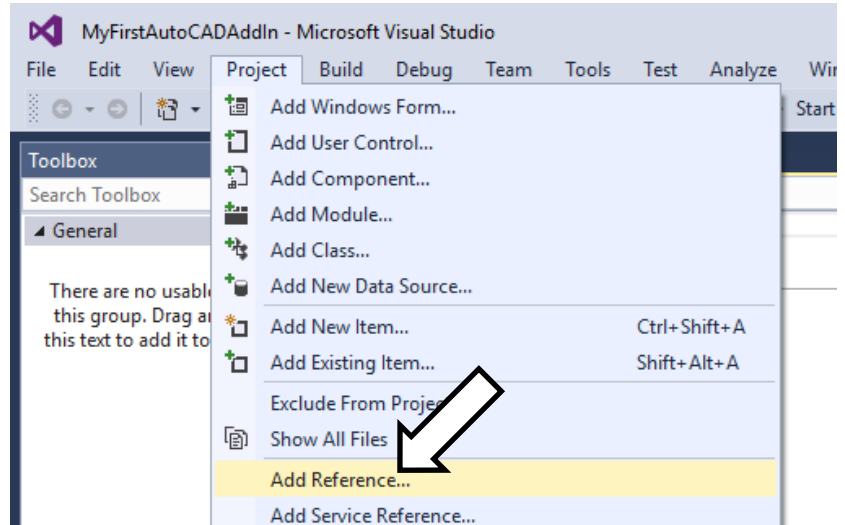 MyFirstAutoCADAddIn - Microsoft Visual Studio
File Edit View Project Build Debug Team Tools Test Analyze
Start
Toolbox
Search Toolbox
General
There are no usabl
this group. Drag
this text to add it to
Add Windows Form...
Add User Control...
Add Component...
Add Module...
Add Class...
Add New Data Source...
Add New Item... Ctrl+Shift+A
Add Existing Item... Shift+Alt+A
Exclude From Projec
Show All Files
Add Reference...
Add Service Reference...